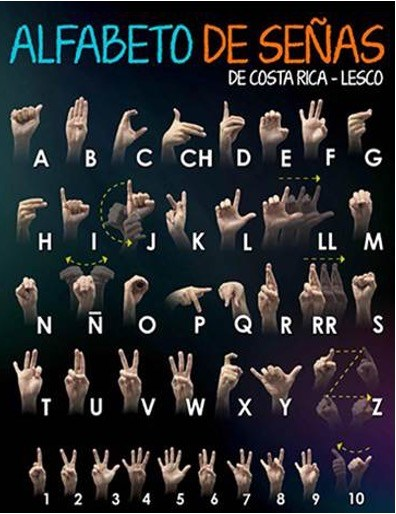 ALFABETO DE SEÑAS
DE COSTA RICA - LESCO
A B C CH D E F G
H I J K L LL M
N Ñ O P Q R RR S
T U V W X Y Z
1 2 3 4 5 6 7 8 9 10